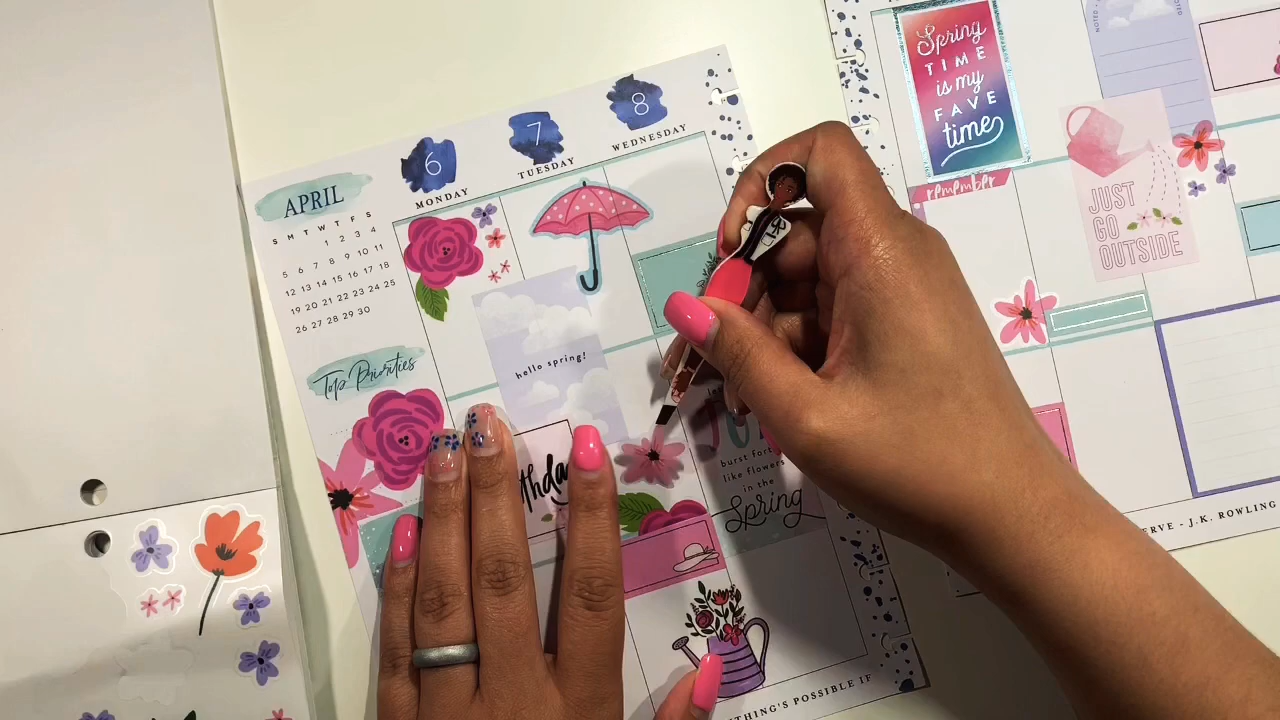 APRIL
S M T W T F S
1 2 3 4
5 6 7 8 9 10 11
12 13 14 15 16 17 18
19 20 21 22 23 24 25
26 27 28 29 30
Top Priorities
6
MONDAY
7
TUESDAY
8
WEDNESDAY
hello spring!
burst forth
like flowers
in the
Spring
Spring
TIME
is my
FAVE
time
remember
NOTED
NOTED
JUST
GO
OUTSIDE
POSSIBLE IF
- J.K. ROWLING